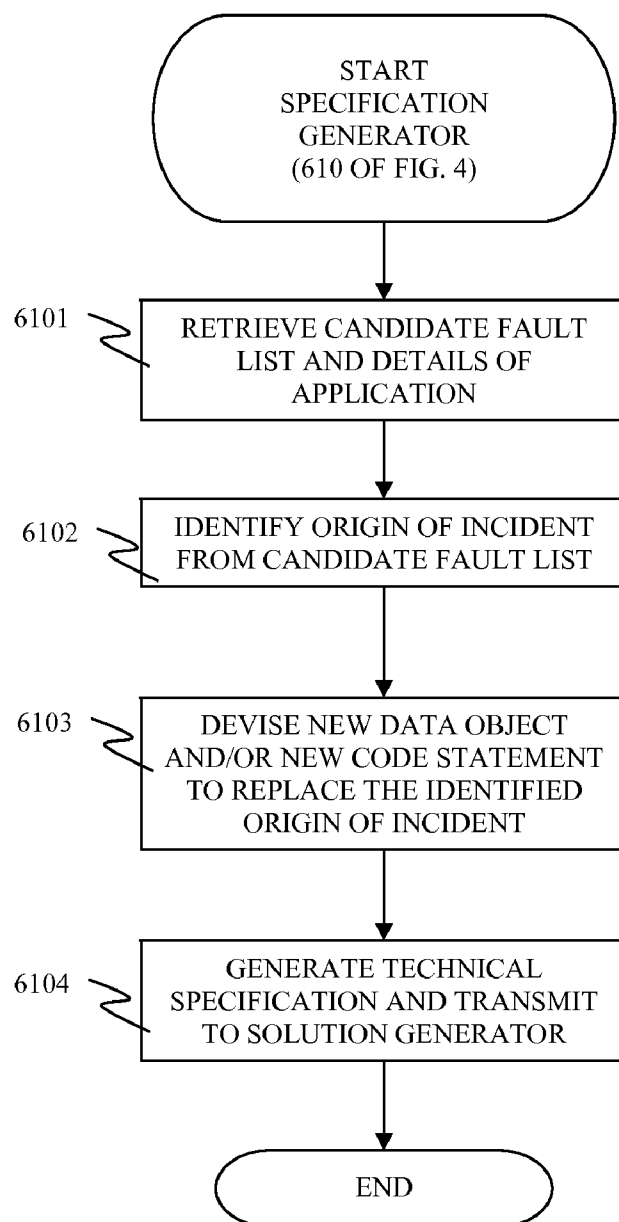 START
SPECIFICATION
GENERATOR
(610 OF FIG. 4)
6101
RETRIEVE CANDIDATE FAULT
LIST AND DETAILS OF
APPLICATION
6102
IDENTIFY ORIGIN OF INCIDENT
FROM CANDIDATE FAULT LIST
6103
DEVISE NEW DATA OBJECT
AND/OR NEW CODE STATEMENT
TO REPLACE THE IDENTIFIED
ORIGIN OF INCIDENT
6104
GENERATE TECHNICAL
SPECIFICATION AND TRANSMIT
TO SOLUTION GENERATOR
END